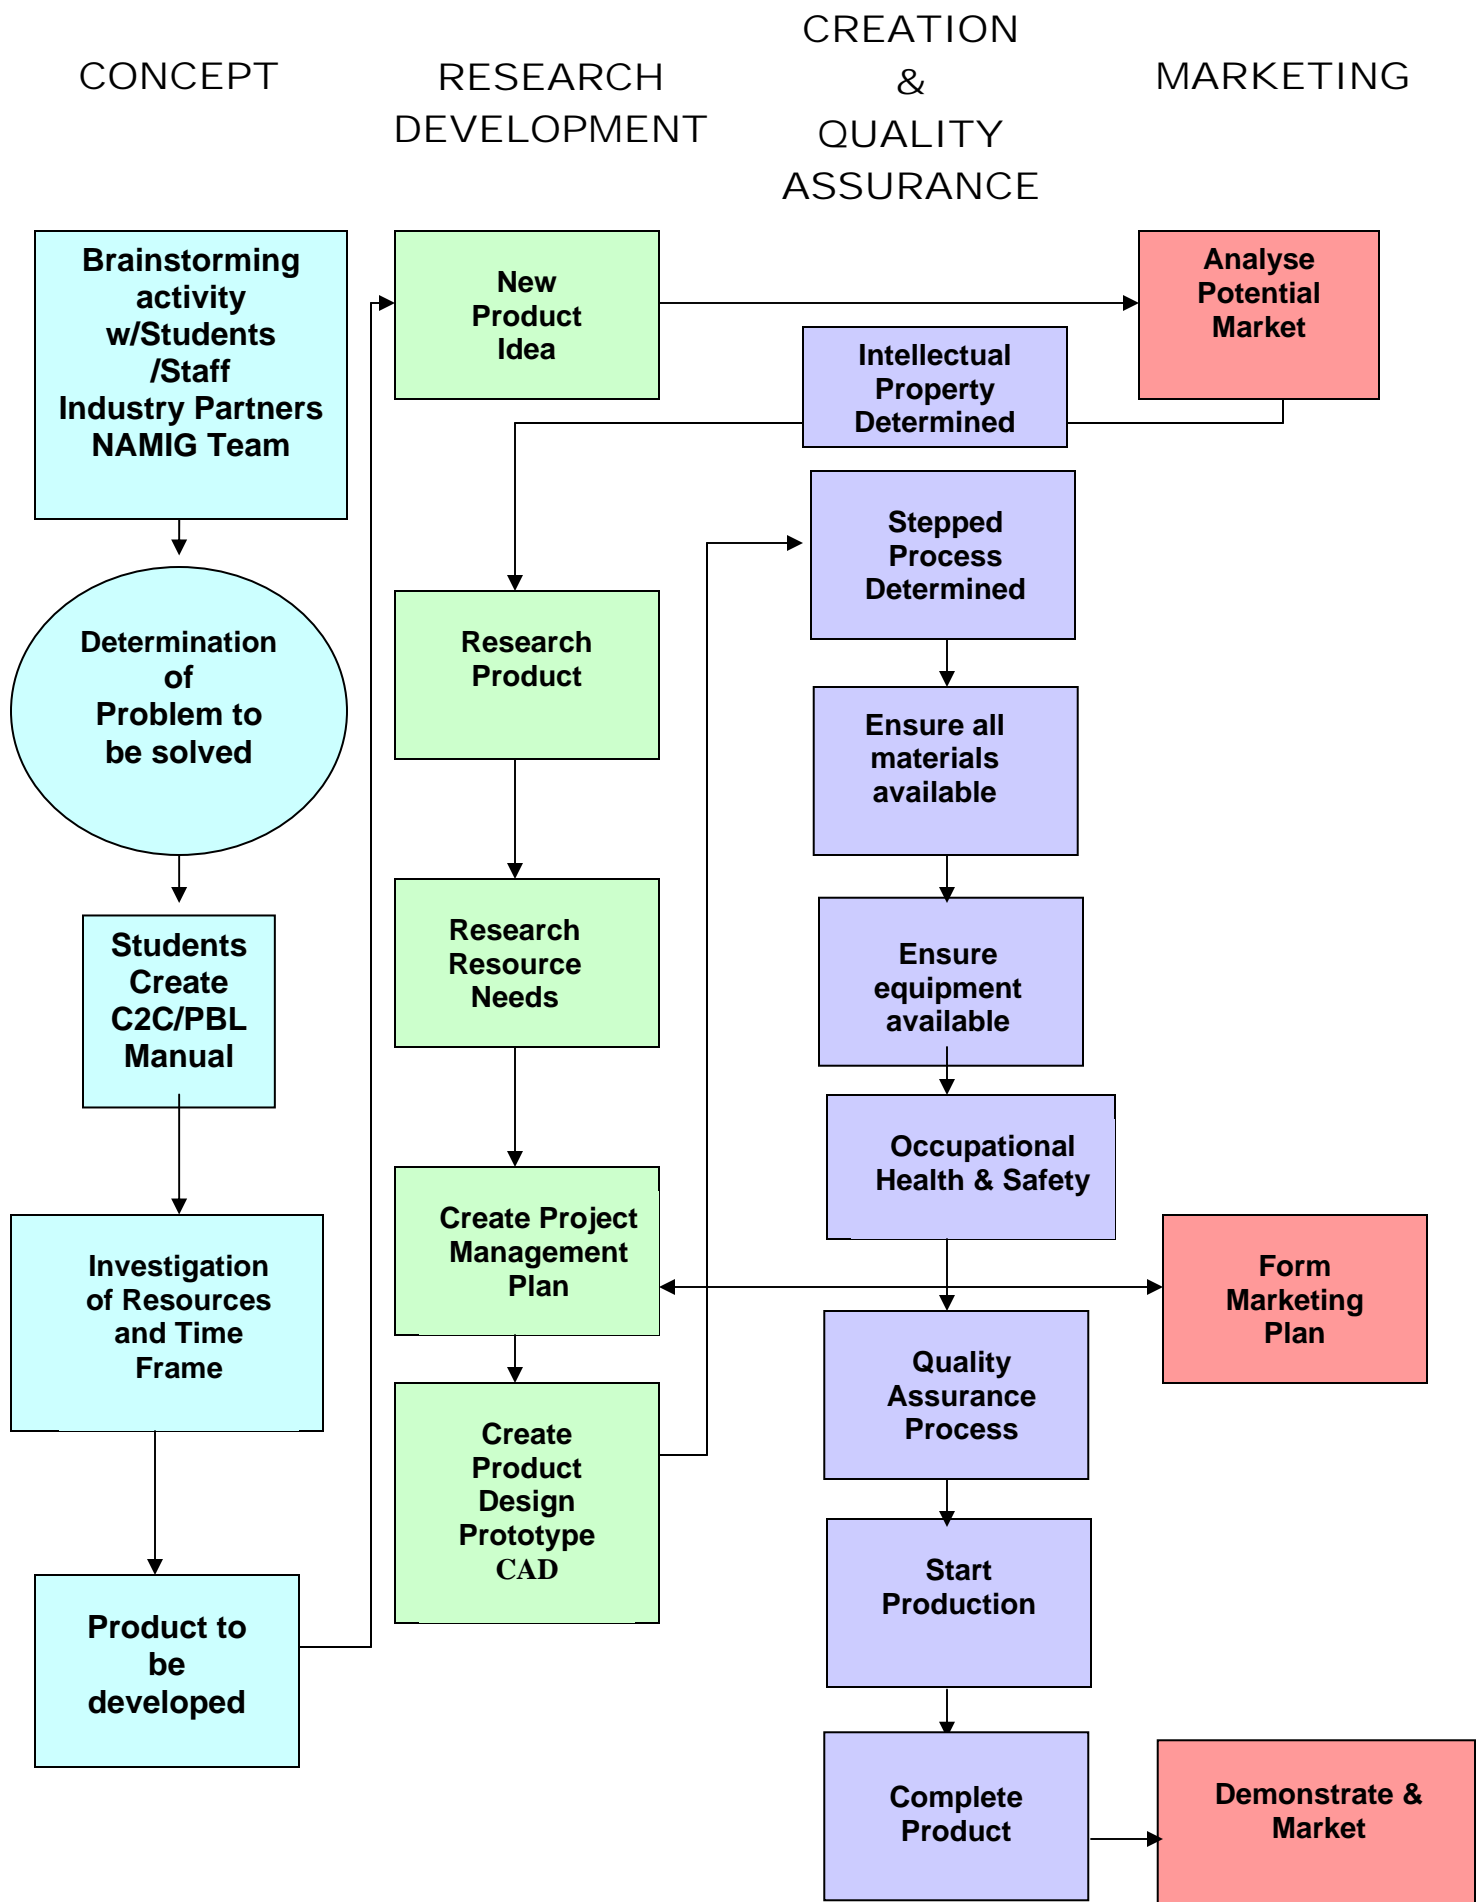 CONCEPT
RESEARCH
DEVELOPMENT
CREATION
&
QUALITY
ASSURANCE
MARKETING
Brainstorming
activity
w/Students
/Staff
Industry Partners
NAMIG Team
Determination
of
Problem to
be solved
Students
Create
C2C/PBL
Manual
Investigation
of Resources
and Time
Frame
Product to
be
developed
New
Product
Idea
Research
Product
Research
Resource
Needs
Create Project
Management
Plan
Create
Product
Design
Prototype
CAD
Intellectual
Property
Determined
Stepped
Process
Determined
Ensure all
materials
available
Ensure
equipment
available
Occupational
Health & Safety
Quality
Assurance
Process
Start
Production
Complete
Product
Analyse
Potential
Market
Form
Marketing
Plan
Demonstrate &
Market